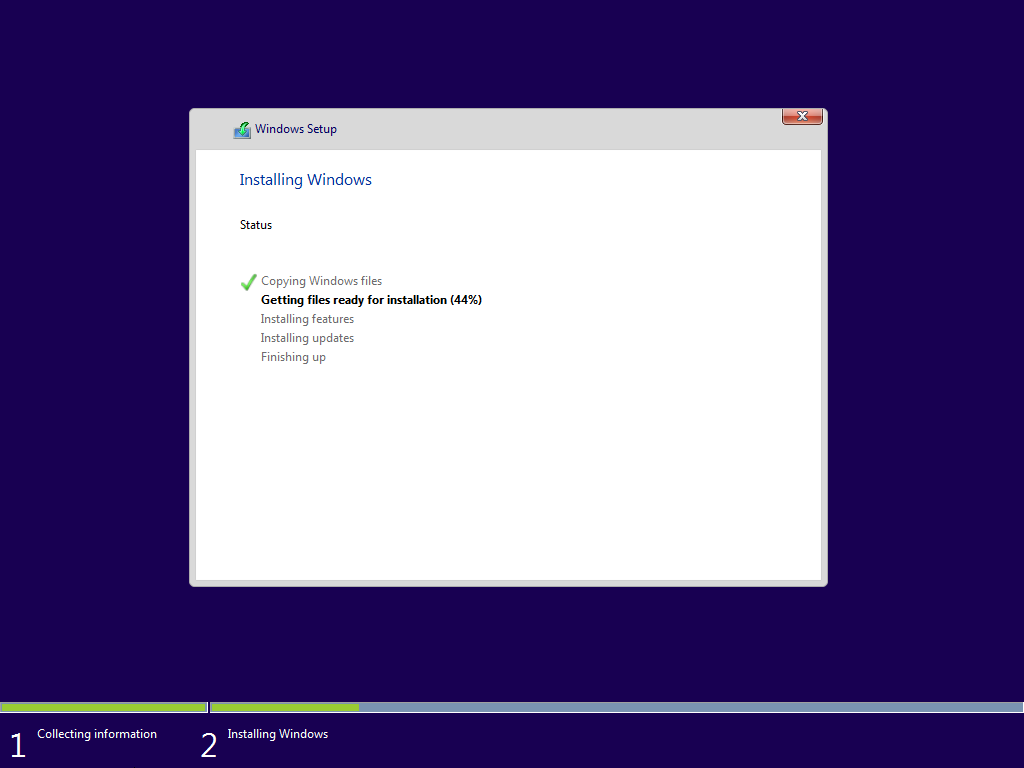 Windows Setup
Installing Windows
Status
Copying Windows files
Getting files ready for installation (44%)
Installing features
Installing updates
Finishing up
1 Collecting information
2 Installing Windows